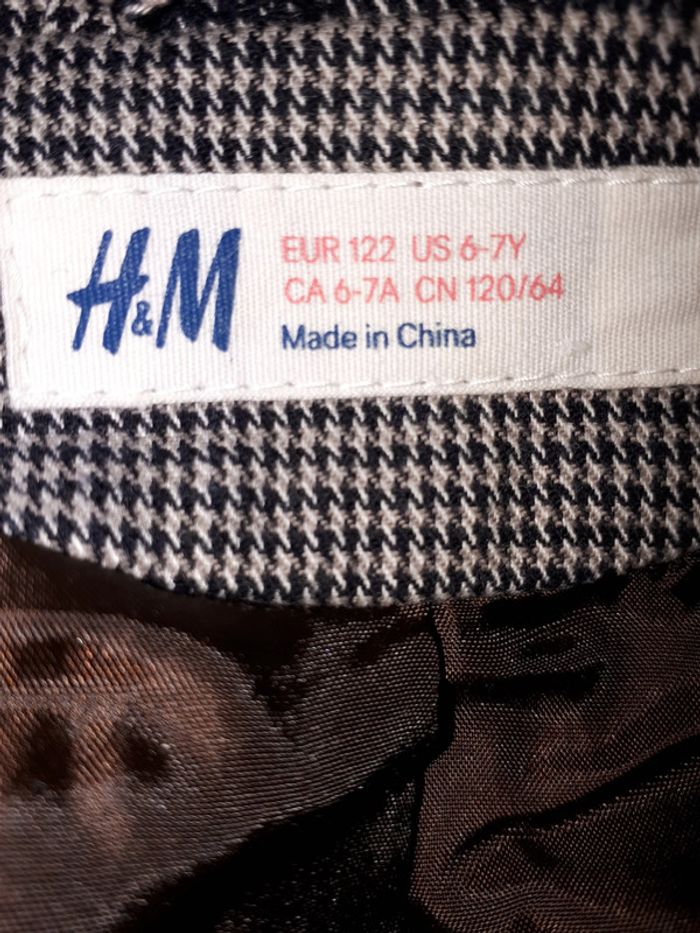 H&M
EUR 122 US 6-7Y
CA 6-7A CN 120/64
Made in China